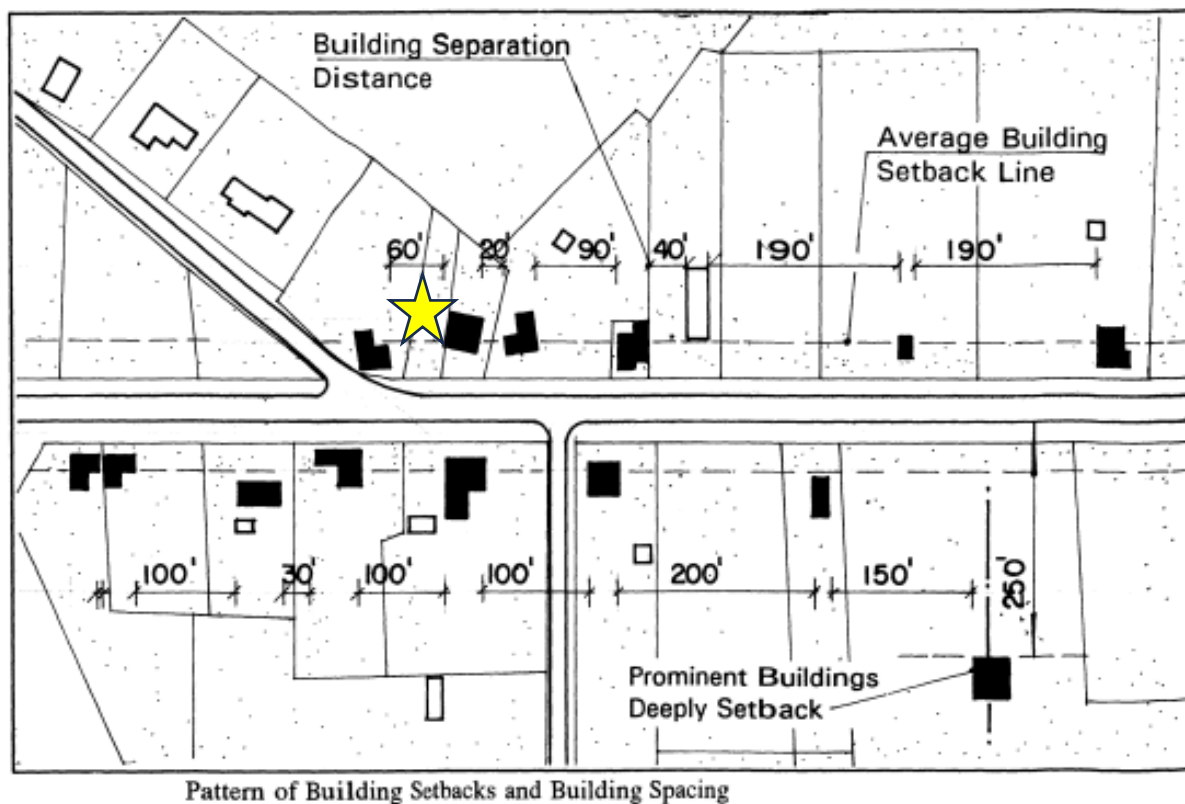 Building Separation
Distance
Average Building
Setback Line
60'
20'
90'
40'
190'
190'
100'
30'
100'
100'
200'
150'
250'
Prominent Buildings
Deeply Setback
Pattern of Building Setbacks and Building Spacing